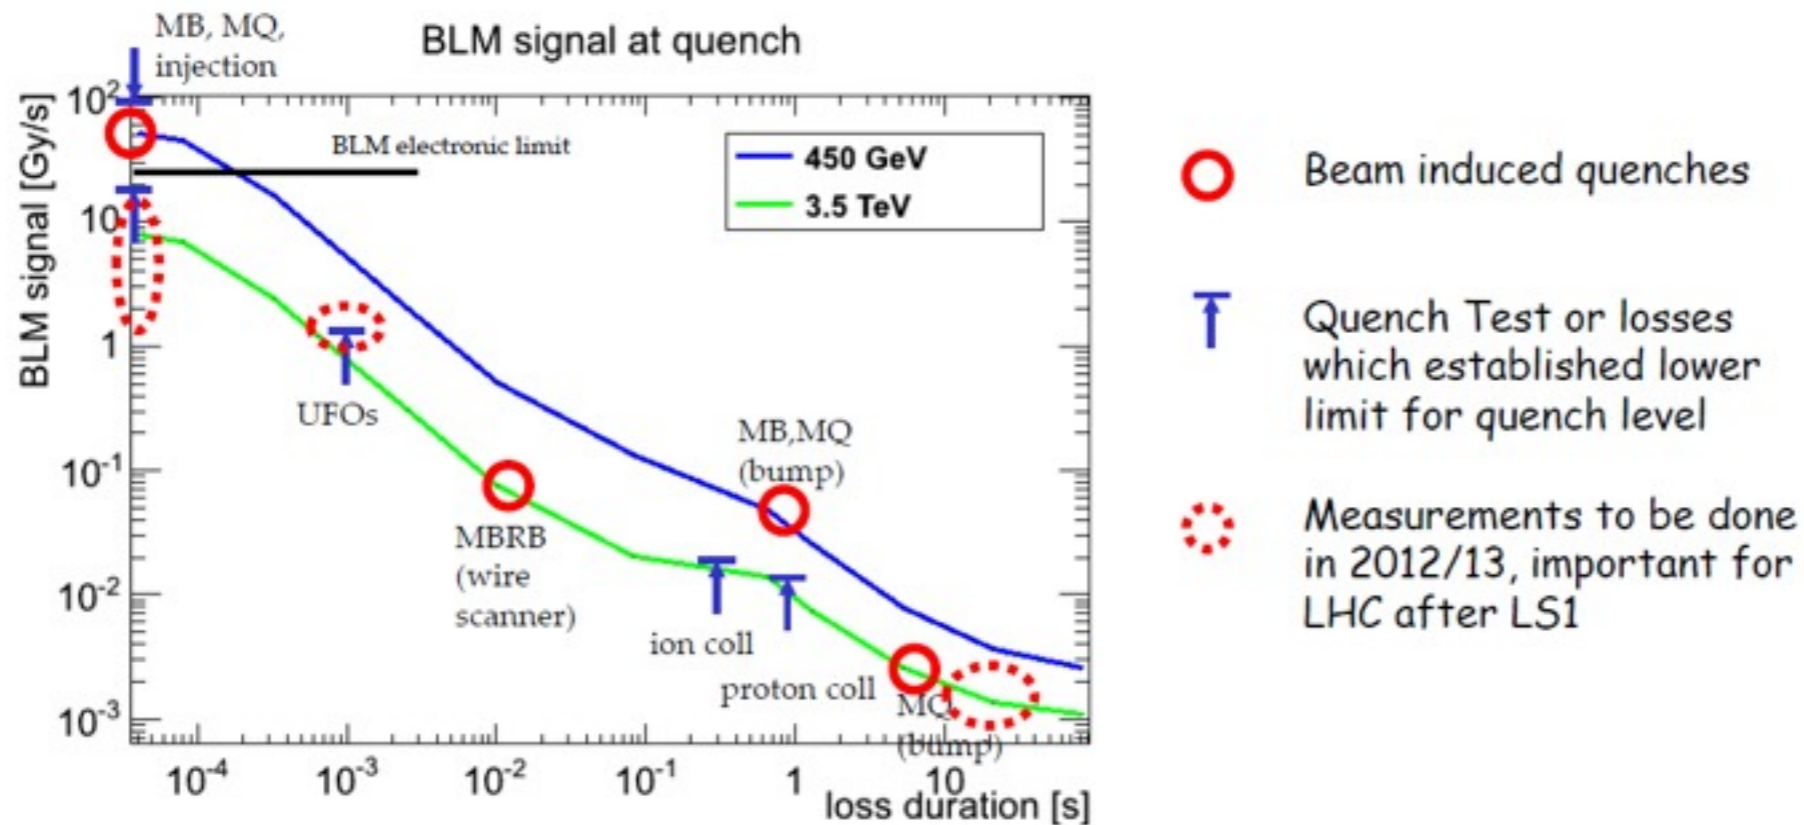 MB, MQ,
injection
BLM signal at quench
BLM signal [Gy/s]
10²
10
1
10⁻¹
10⁻²
10⁻³
BLM electronic limit
450 GeV
3.5 TeV
UFOs
MBRB
(wire
scanner)
MB,MQ
(bump)
ion coll
proton coll
MQ
(bump)
10⁻⁴
10⁻³
10⁻²
10⁻¹
1
10
loss duration [s]
Beam induced quenches
Quench Test or losses
which established lower
limit for quench level
Measurements to be done
in 2012/13, important for
LHC after LS1